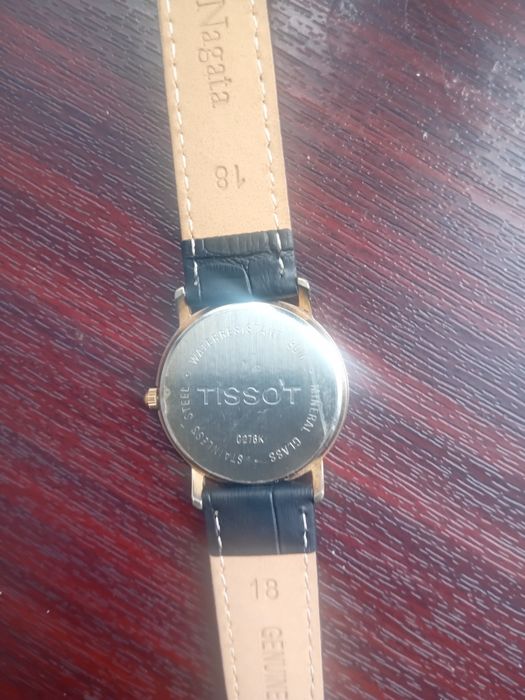 Nagata
18
WATERRESISTANT 30M · MINERAL GLASS · STAINLESS STEEL ·
TISSOT
C276K
18
GENUINE